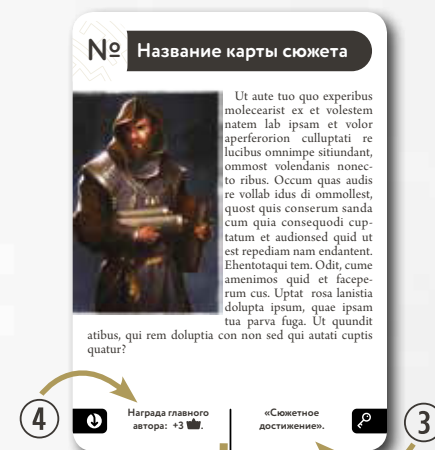 № Название карты сюжета
Ut aute tuo quo experibus
molecearist ex et volestem
natem lab ipsam et volor
aperferorion culluptati re
lucibus omnimpe sitiundant,
ommost volendanis nonec-
to ribus. Occum quas audis
re vollab idus di ommollest,
quost quis conserum sanda
cum quia consequodi cup-
tatum et audionsed quid ut
est repediam nam endantent.
Ehentotaqui tem. Odit, cume
amenimos quid et facepe-
rum cus. Uptat rosa lanistia
dolupta ipsum, quae ipsam
tua parva fuga. Ut quundit
atibus, qui rem doluptia con non sed qui autati cuptis
quatur?
4
Награда главного
автора: +3 .
«Сюжетное
достижение».
3